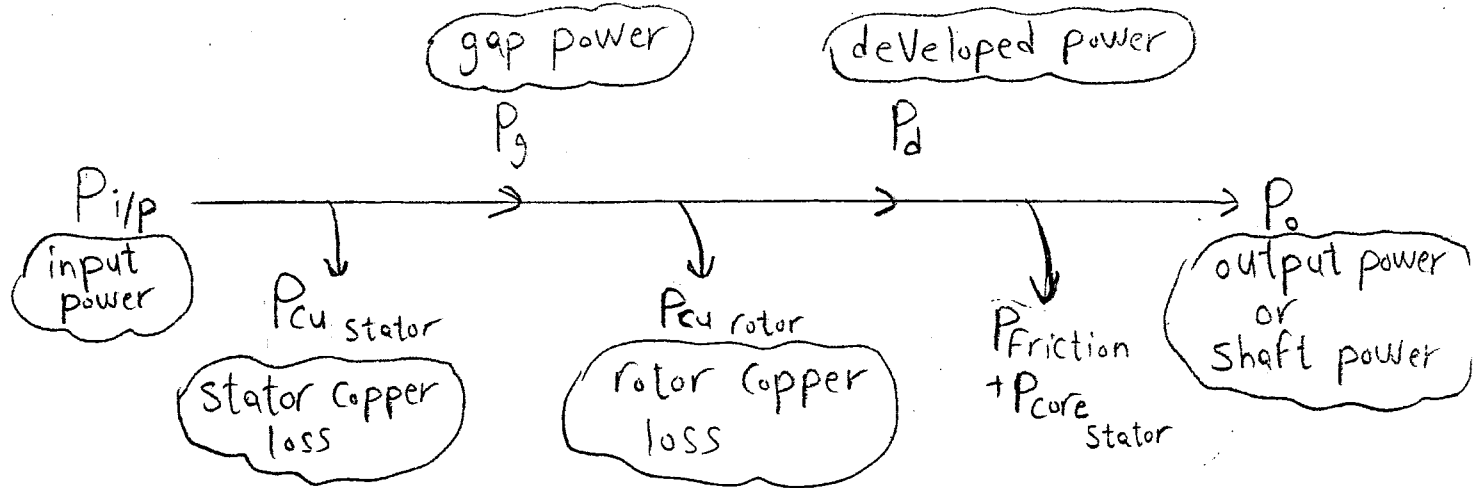 gap power
developed power
Pg
Pd
Pi/p
Po
input
power
output power
or
shaft power
Pcu stator
Pcu rotor
PFriction
+ Pcore
stator
stator copper
loss
rotor copper
loss